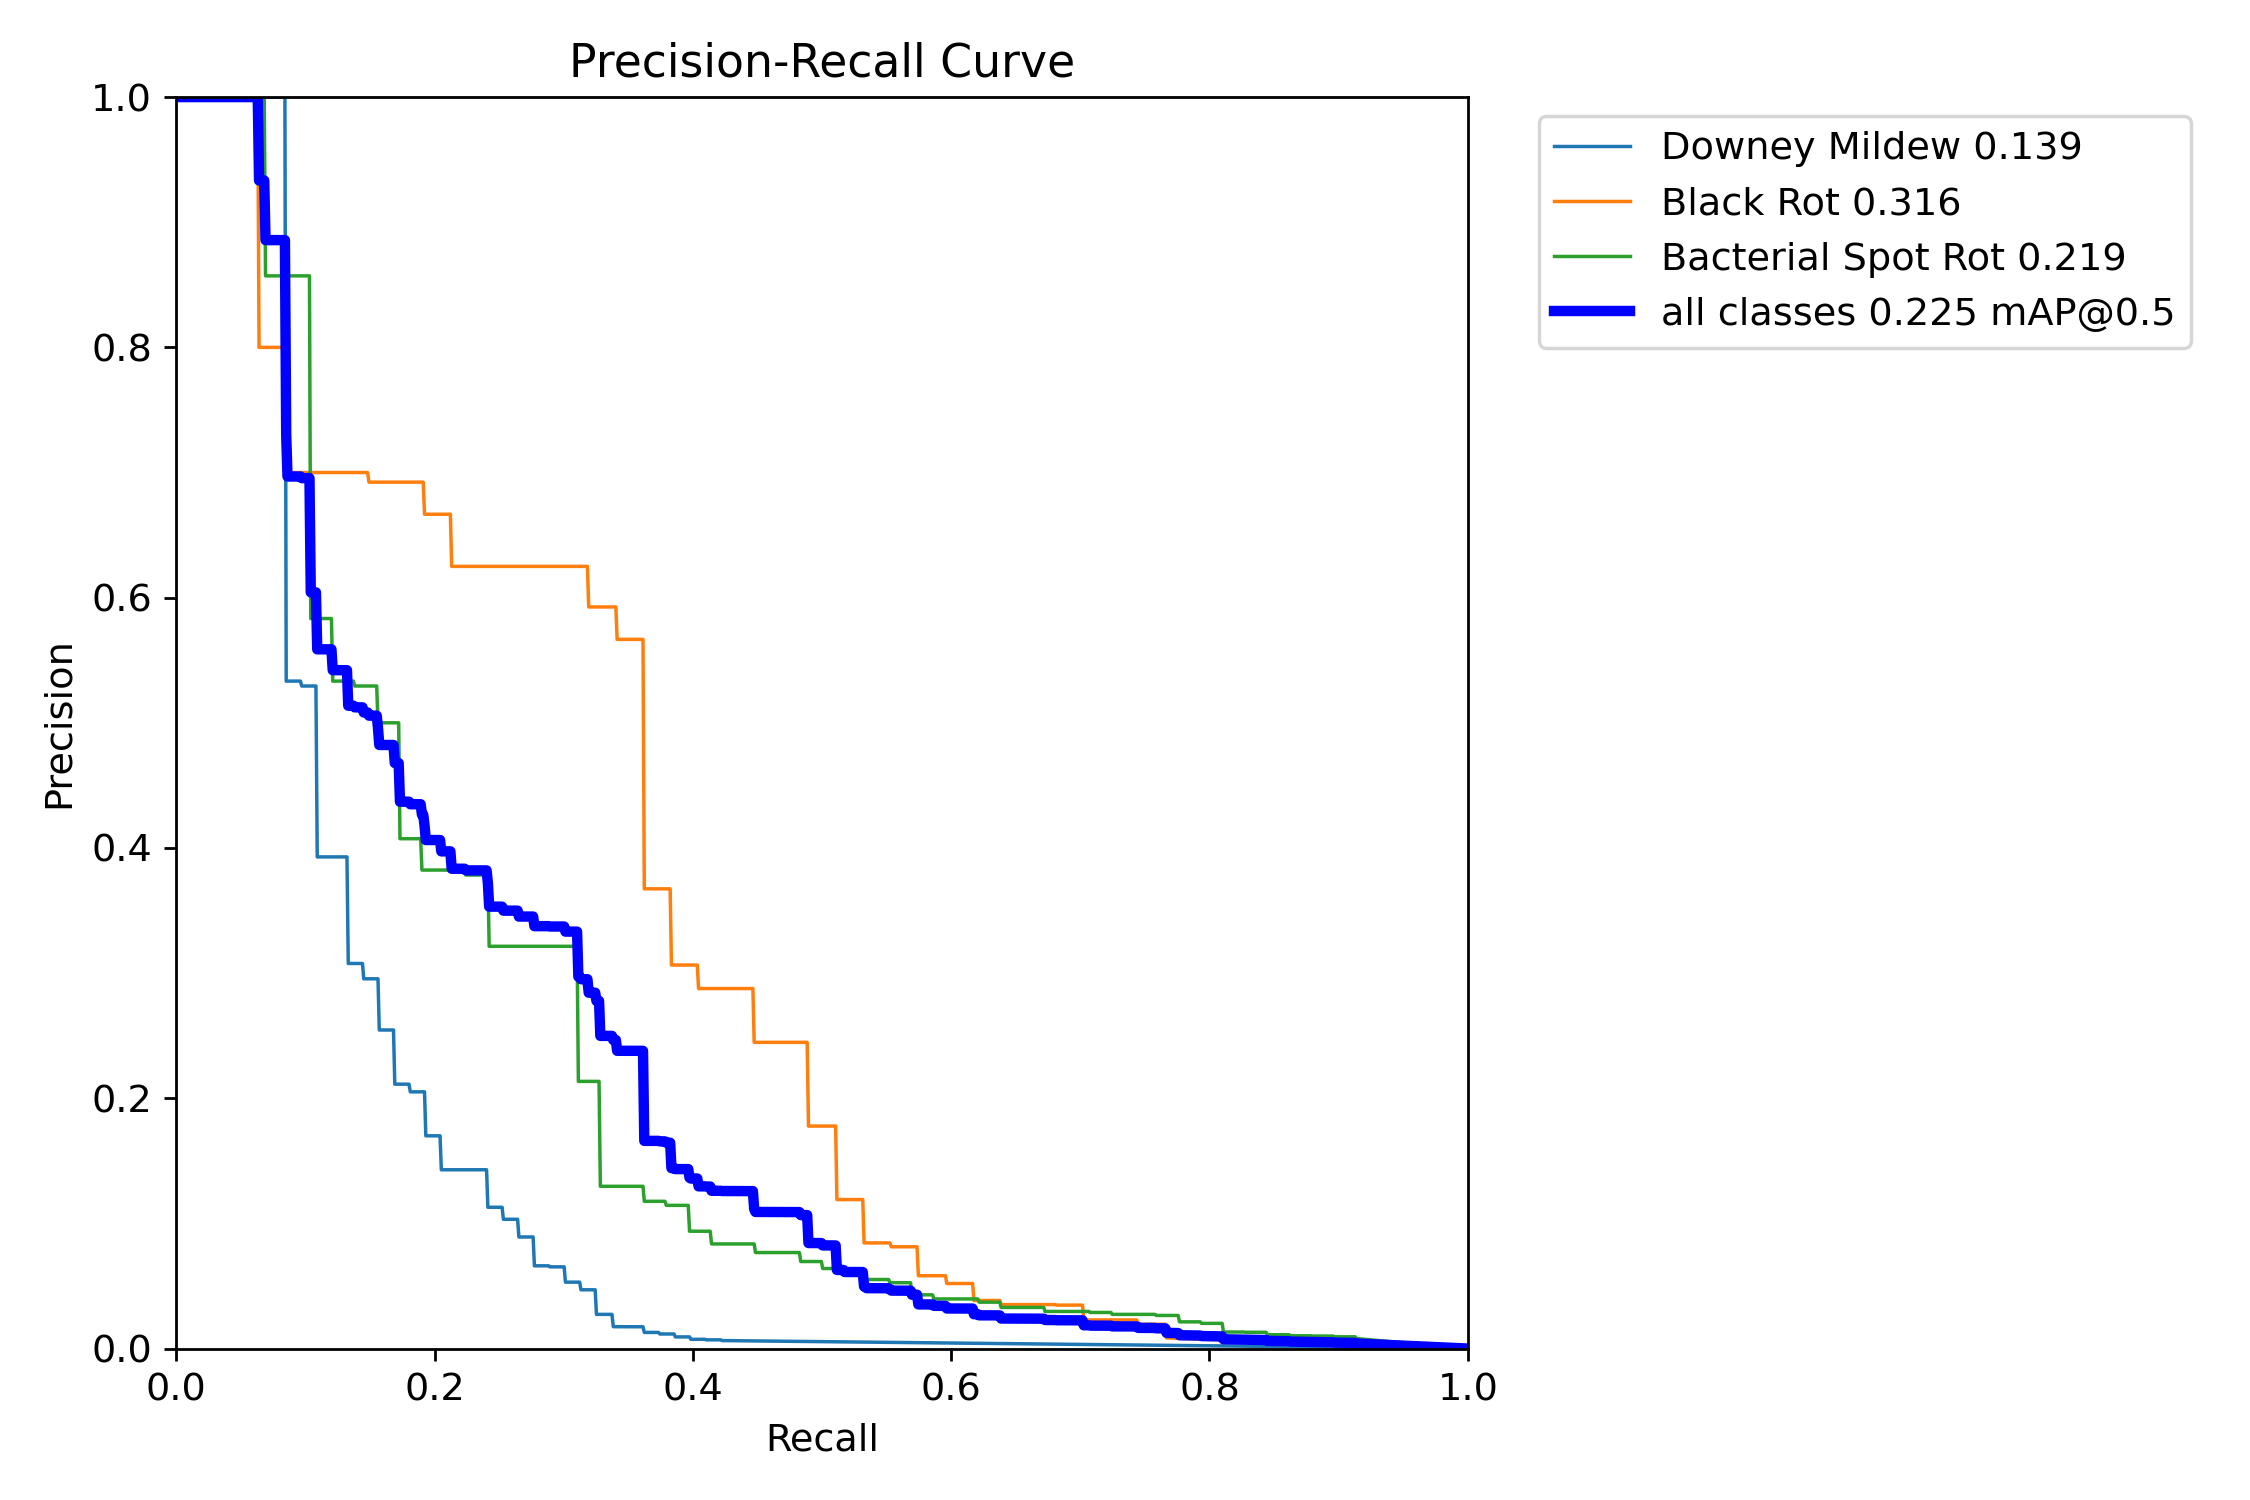 Precision-Recall Curve
1.0
0.8
0.6
0.4
0.2
0.0
Precision
0.0 0.2 0.4 0.6 0.8 1.0
Recall
Downey Mildew 0.139
Black Rot 0.316
Bacterial Spot Rot 0.219
all classes 0.225 mAP@0.5